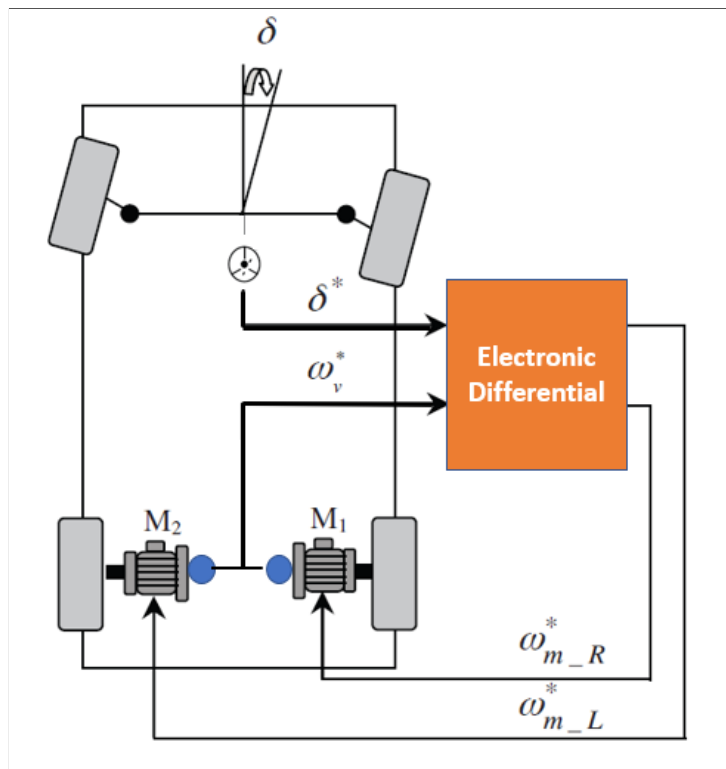 δ
δ*
ω*v
Electronic
Differential
M2
M1
ω*m_R
ω*m_L